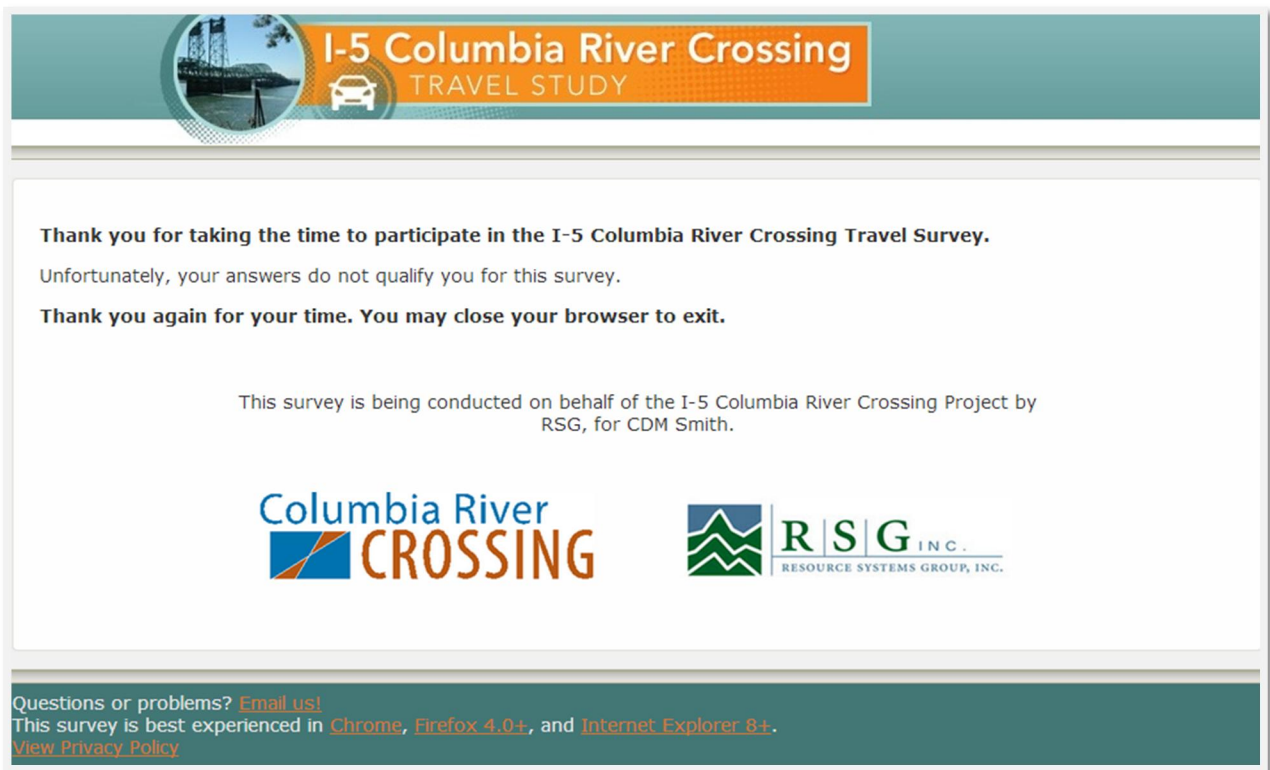 I-5 Columbia River Crossing
TRAVEL STUDY
Thank you for taking the time to participate in the I-5 Columbia River Crossing Travel Survey.
Unfortunately, your answers do not qualify you for this survey.
Thank you again for your time. You may close your browser to exit.
This survey is being conducted on behalf of the I-5 Columbia River Crossing Project by
RSG, for CDM Smith.
Columbia River
CROSSING
R S G INC.
RESOURCE SYSTEMS GROUP, INC.
Questions or problems? Email us!
This survey is best experienced in Chrome, Firefox 4.0+, and Internet Explorer 8+.
View Privacy Policy